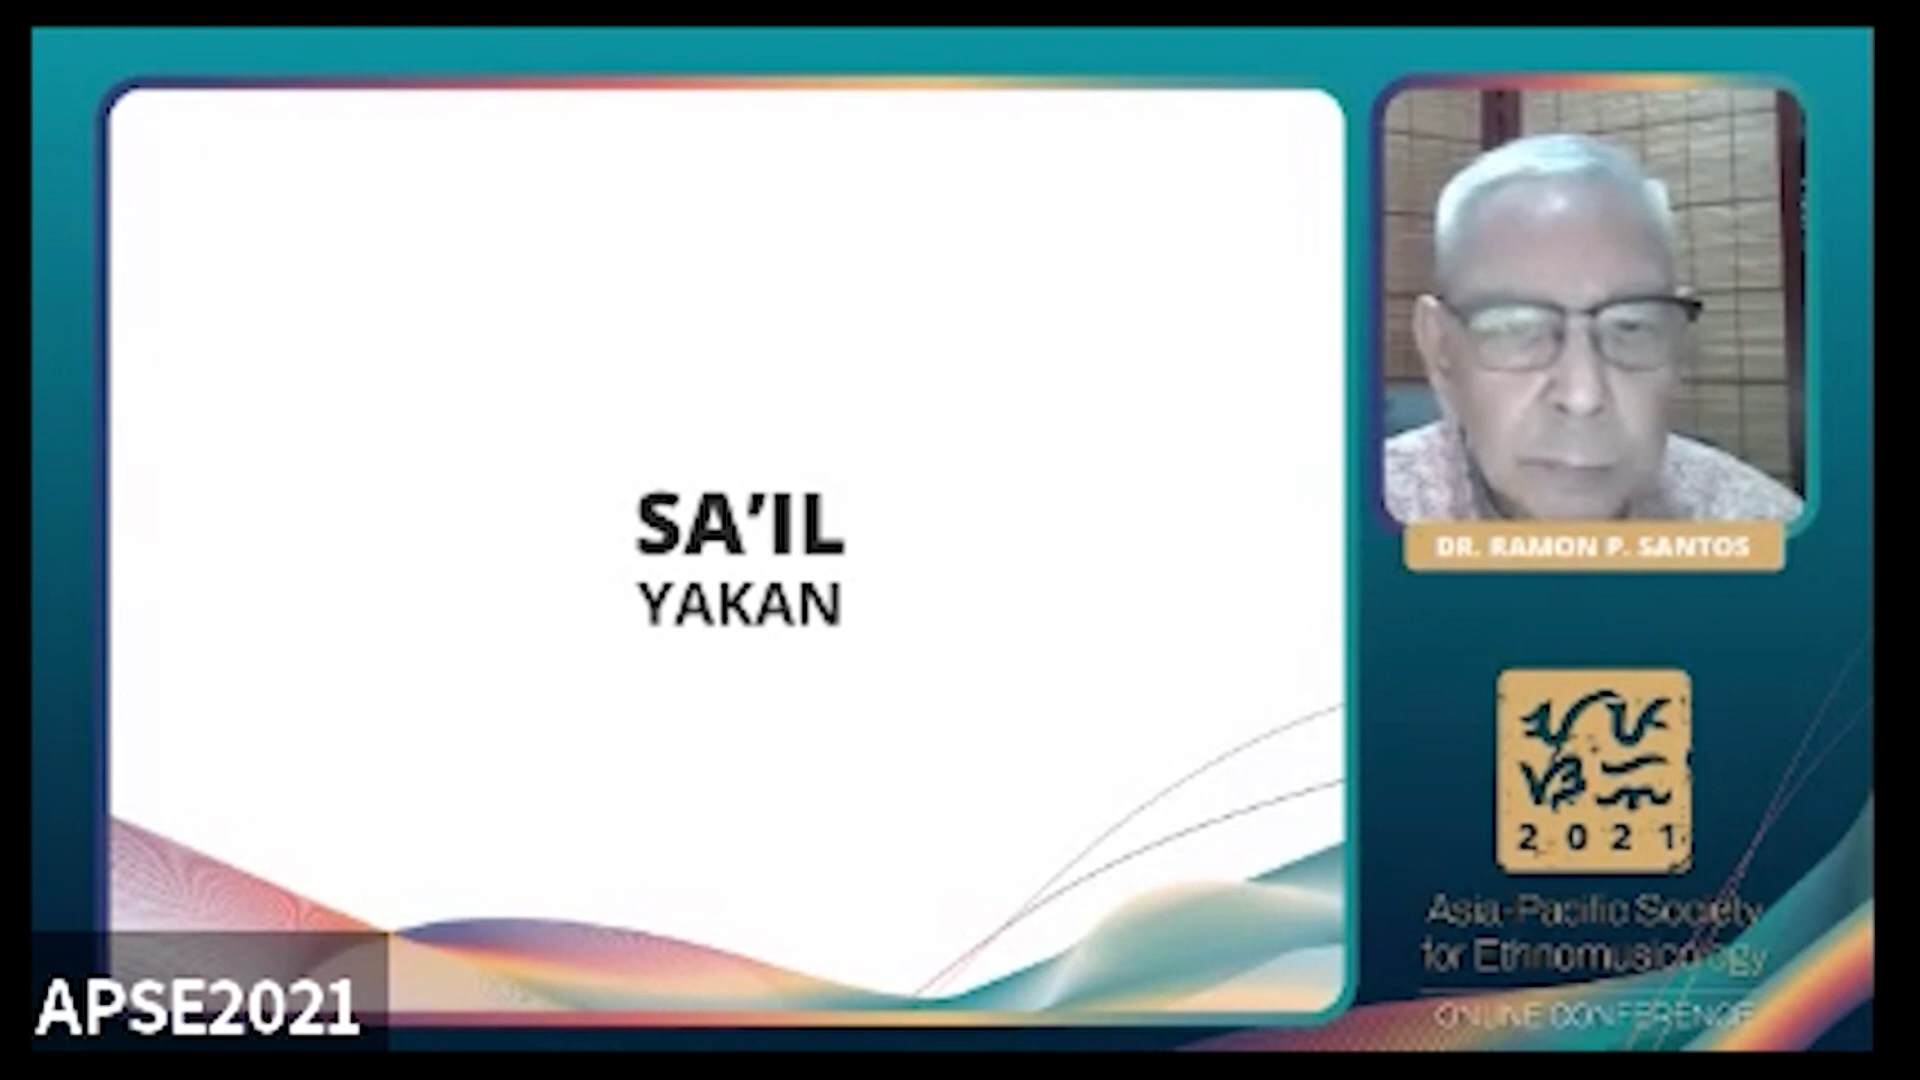 SA’IL
YAKAN
DR. RAMON P. SANTOS
2021
Asia-Pacific Society
for Ethnomusicology
ONLINE CONFERENCE
APSE2021